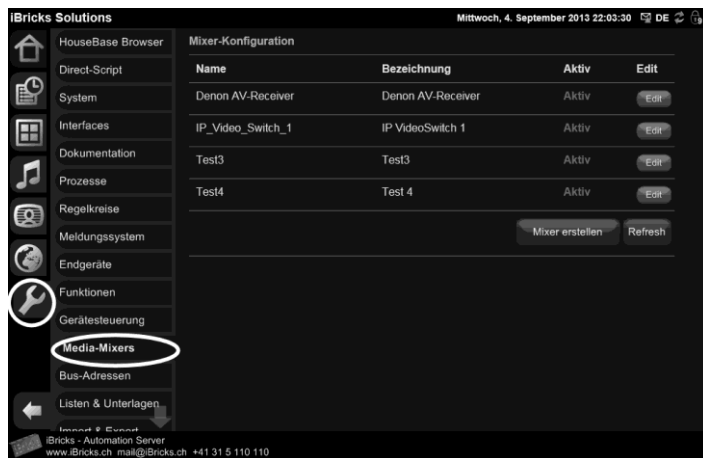 iBricks Solutions
Mittwoch, 4. September 2013 22:03:30 DE
HouseBase Browser
Direct-Script
System
Interfaces
Dokumentation
Prozesse
Regelkreise
Meldungssystem
Endgeräte
Funktionen
Gerätesteuerung
Media-Mixers
Bus-Adressen
Listen & Unterlagen
Import & Export
Mixer-Konfiguration
Name Bezeichnung Aktiv Edit
Denon AV-Receiver Denon AV-Receiver Aktiv Edit
IP_Video_Switch_1 IP VideoSwitch 1 Aktiv Edit
Test3 Test3 Aktiv Edit
Test4 Test 4 Aktiv Edit
Mixer erstellen Refresh
iBricks - Automation Server
www.iBricks.ch mail@iBricks.ch +41 31 5 110 110